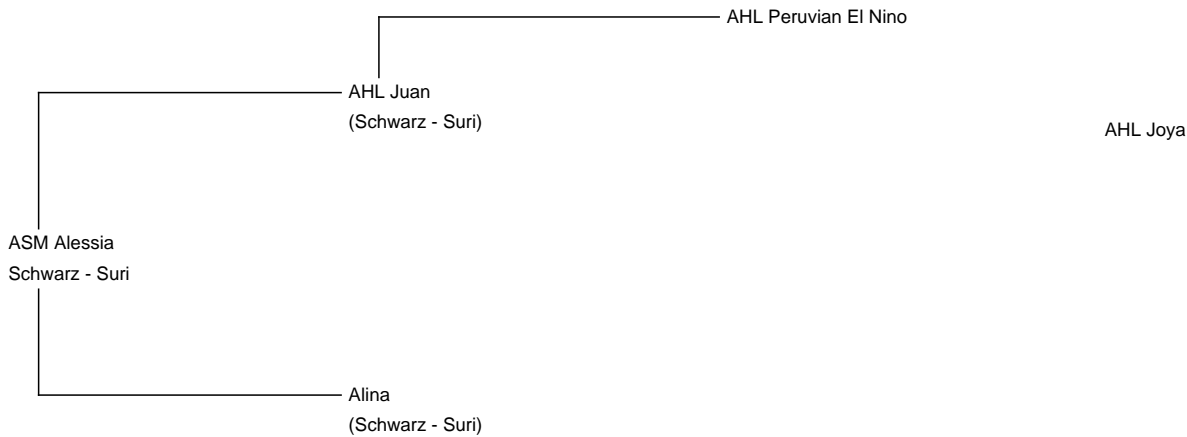 AHL Peruvian El Nino
AHL Juan
(Schwarz - Suri)
AHL Joya
ASM Alessia
Schwarz - Suri
Alina
(Schwarz - Suri)